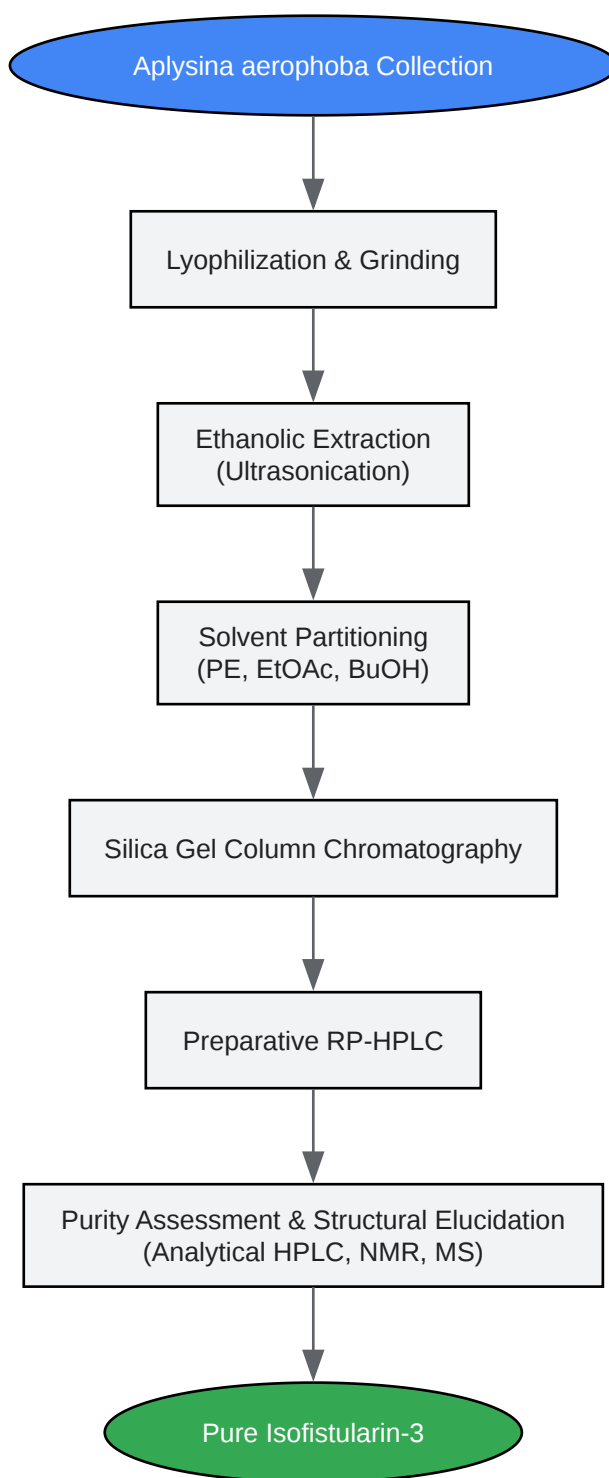 Aplysina aerophoba Collection
Lyophilization & Grinding
Ethanolic Extraction
(Ultrasonication)
Solvent Partitioning
(PE, EtOAc, BuOH)
Silica Gel Column Chromatography
Preparative RP-HPLC
Purity Assessment & Structural Elucidation
(Analytical HPLC, NMR, MS)
Pure Isofistularin-3